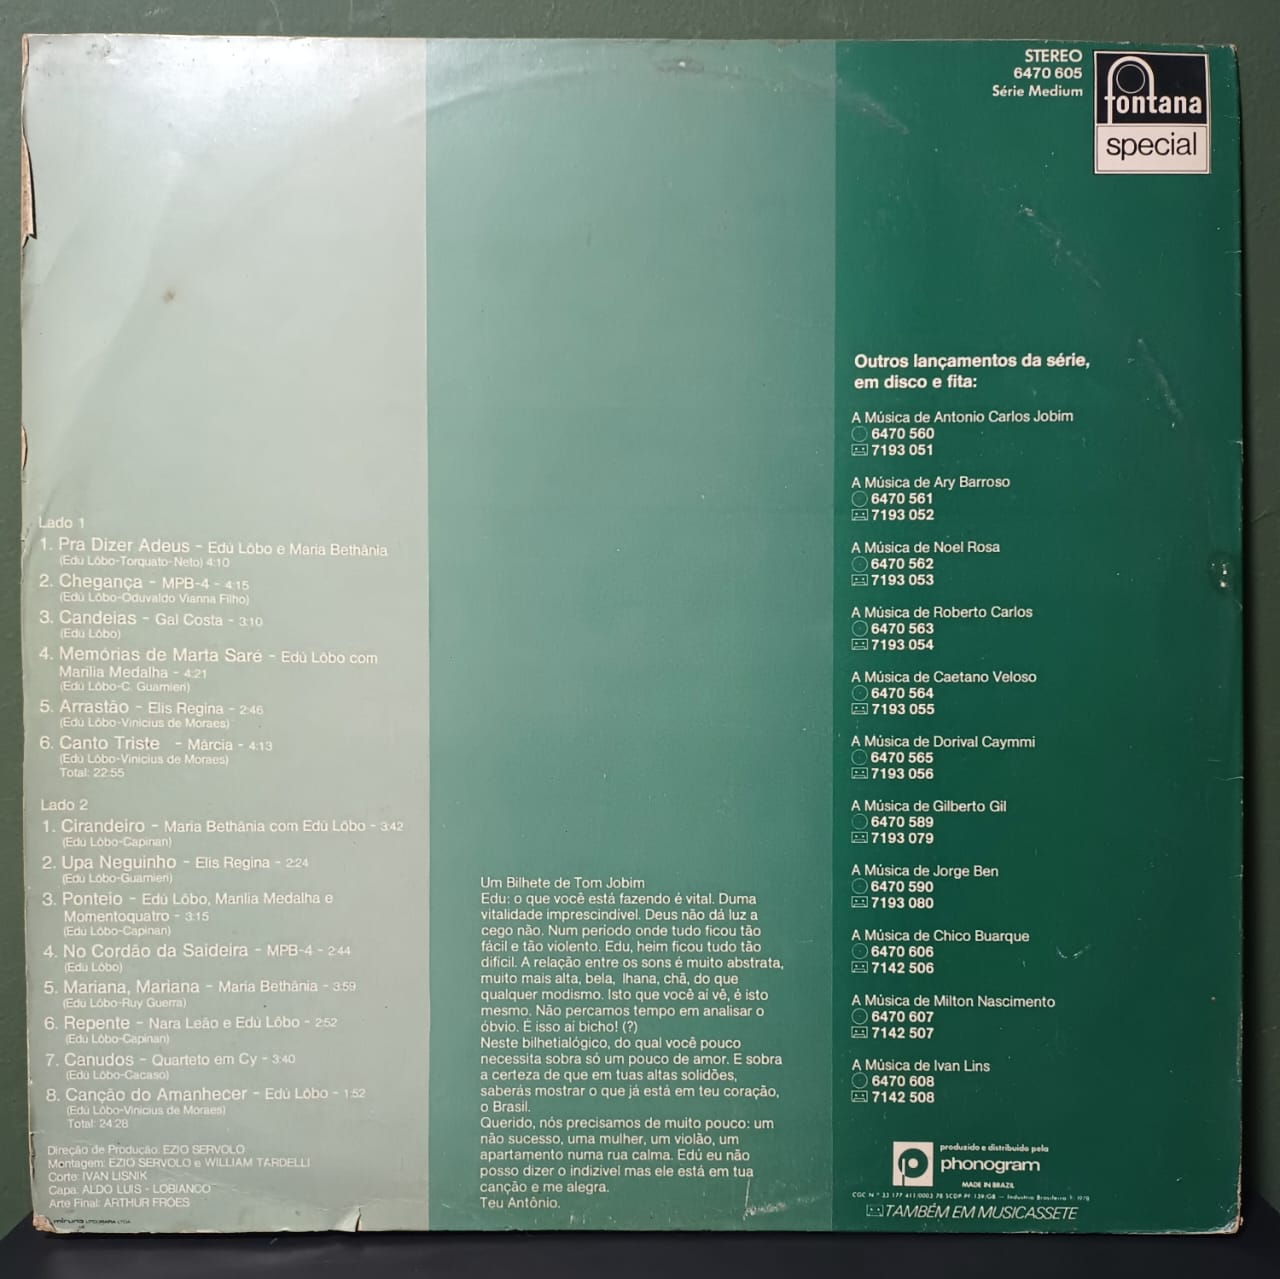 STEREO
6470 605
Série Medium
fontana
special
Lado 1
1. Pra Dizer Adeus - Edú Lôbo e Maria Bethânia
(Edú Lôbo-Torquato-Neto) 4:10
2. Chegança - MPB-4 - 4:15
(Edú Lôbo-Oduvaldo Vianna Filho)
3. Candeias - Gal Costa - 3:10
(Edú Lôbo)
4. Memórias de Marta Saré - Edú Lôbo com
Marilia Medalha - 4:21
(Edú Lôbo-C. Guarnieri)
5. Arrastão - Elis Regina - 2:46
(Edú Lôbo-Vinicius de Moraes)
6. Canto Triste - Márcia - 4:13
(Edú Lôbo-Vinicius de Moraes)
Total: 22:55
Lado 2
1. Cirandeiro - Maria Bethânia com Edú Lôbo - 3:42
(Edú Lôbo-Capinan)
2. Upa Neguinho - Elis Regina - 2:24
(Edú Lôbo-Guarnieri)
3. Ponteio - Edú Lôbo, Marilia Medalha e
Momentoquatro - 3:15
(Edú Lôbo-Capinan)
4. No Cordão da Saideira - MPB-4 - 2:44
(Edú Lôbo)
5. Mariana, Mariana - Maria Bethânia - 3:59
(Edú Lôbo-Ruy Guerra)
6. Repente - Nara Leão e Edú Lôbo - 2:52
(Edú Lôbo-Capinan)
7. Canudos - Quarteto em Cy - 3:40
(Edú Lôbo-Cacaso)
8. Canção do Amanhecer - Edú Lôbo - 1:52
(Edú Lôbo-Vinicius de Moraes)
Total: 24:28
Direção de Produção: EZIO SERVOLO
Montagem: EZIO SERVOLO e WILLIAM TARDELLI
Corte: IVAN LISNIK
Capa: ALDO LUIS - LOBIANCO
Arte Final: ARTHUR FRÓES
Um Bilhete de Tom Jobim
Edu: o que você está fazendo é vital. Duma
vitalidade imprescindível. Deus não dá luz a
cego não. Num período onde tudo ficou tão
fácil e tão violento. Edu, heim ficou tudo tão
difícil. A relação entre os sons é muito abstrata,
muito mais alta, bela, lhana, chã, do que
qualquer modismo. Isto que você aí vê, é isto
mesmo. Não percamos tempo em analisar o
óbvio. É isso aí bicho! (?)
Neste bilhetialógico, do qual você pouco
necessita sobra só um pouco de amor. E sobra
a certeza de que em tuas altas solidões,
saberás mostrar o que já está em teu coração,
o Brasil.
Querido, nós precisamos de muito pouco: um
não sucesso, uma mulher, um violão, um
apartamento numa rua calma. Edú eu não
posso dizer o indizível mas ele está em tua
canção e me alegra.
Teu Antônio.
Outros lançamentos da série,
em disco e fita:
A Música de Antonio Carlos Jobim
6470 560
7193 051
A Música de Ary Barroso
6470 561
7193 052
A Música de Noel Rosa
6470 562
7193 053
A Música de Roberto Carlos
6470 563
7193 054
A Música de Caetano Veloso
6470 564
7193 055
A Música de Dorival Caymmi
6470 565
7193 056
A Música de Gilberto Gil
6470 589
7193 079
A Música de Jorge Ben
6470 590
7193 080
A Música de Chico Buarque
6470 606
7142 506
A Música de Milton Nascimento
6470 607
7142 507
A Música de Ivan Lins
6470 608
7142 508
produzido e distribuido pela
phonogram
MADE IN BRAZIL
CGC N.º 33 177 411/0003 78 SCDP PF 139/GB - Industria Brasileira
TAMBÉM EM MUSICASSETE